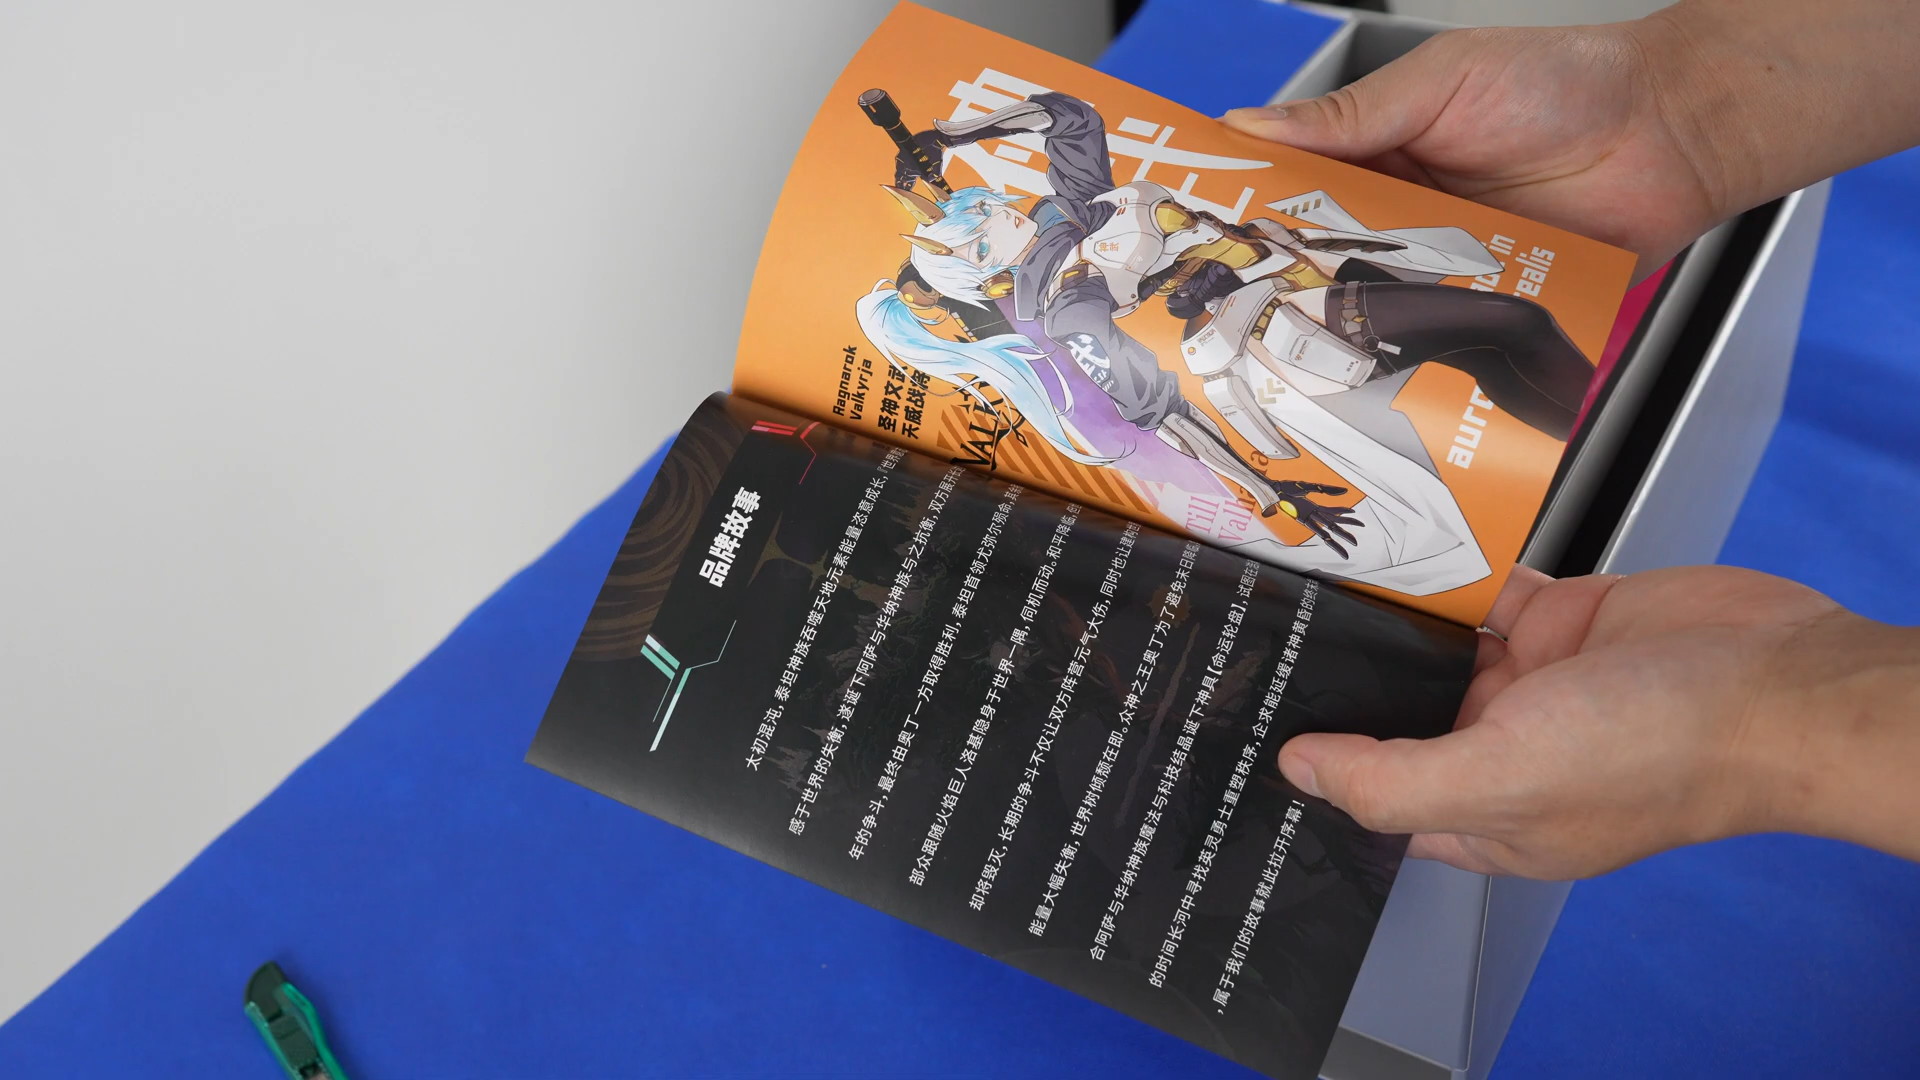 Ragnarok
Valkyrja
圣神文武
天威战将
VALK
Till
Valha
auro
品牌故事
太初混沌，泰坦神族吞噬天地元素能量恣意成长，
感于世界的失衡，遂诞下阿萨与华纳神族与之抗衡，双方展开长
年的争斗，最终由奥丁一方取得胜利，泰坦首领尤弥尔殒命，其
部众跟随火焰巨人洛基隐身于世界一隅，伺机而动。和平降临，
却将毁灭，长期的争斗不仅让双方阵营元气大伤，同时也让建构
能量大幅失衡，世界树倾颓在即。众神之王奥丁为了避免末日降临
合阿萨与华纳神族魔法与科技结晶诞下神具【命运轮盘】，试图在
的时间长河中寻找英灵勇士重塑秩序，企求能延缓诸神黄昏的终
，属于我们的故事就此拉开序幕！